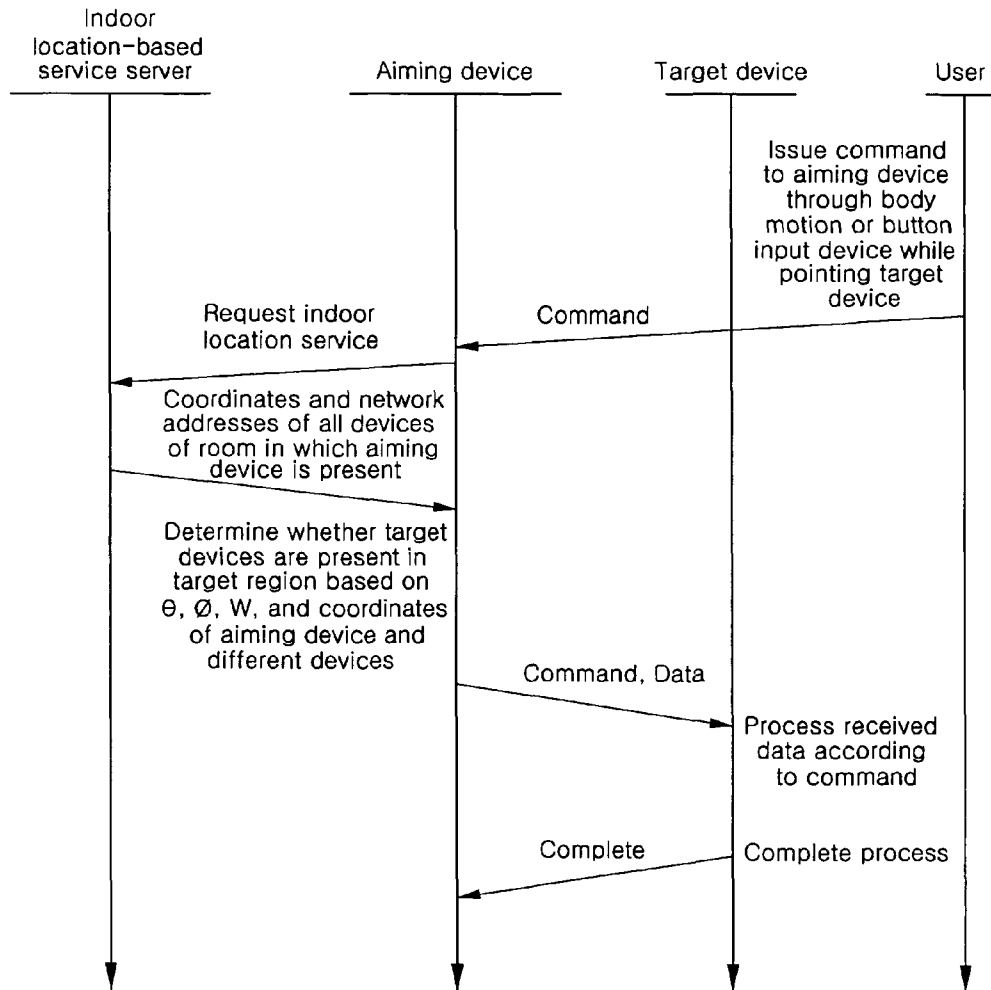 Indoor
location-based
service server
Aiming device
Target device
User
Issue command
to aiming device
through body
motion or button
input device while
pointing target
device
Command
Request indoor
location service
Coordinates and network
addresses of all devices
of room in which aiming
device is present
Determine whether target
devices are present in
target region based on
Θ, Ø, W, and coordinates
of aiming device and
different devices
Command, Data
Process received
data according
to command
Complete
Complete process